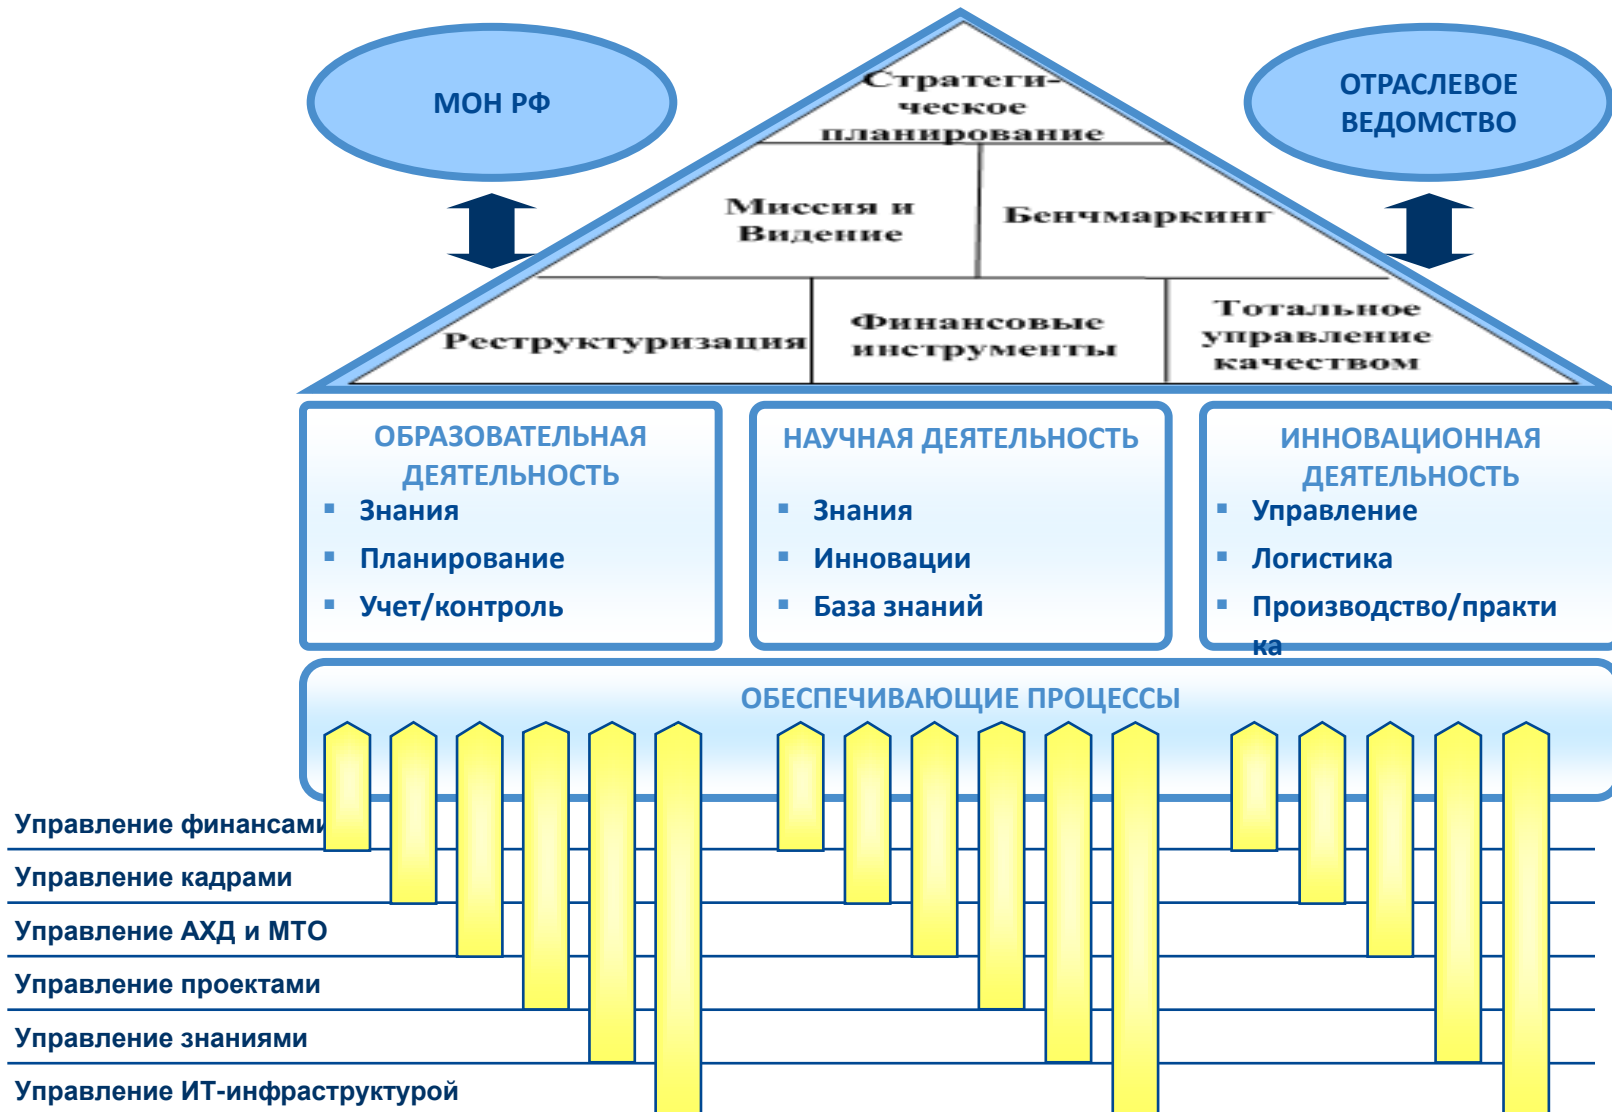 МОН РФ
Стратеги-
ческое
планирование
ОТРАСЛЕВОЕ
ВЕДОМСТВО
Миссия и
Видение
Бенчмаркинг
Реструктуризация
Финансовые
инструменты
Тотальное
управление
качеством
ОБРАЗОВАТЕЛЬНАЯ
ДЕЯТЕЛЬНОСТЬ
▪ Знания
▪ Планирование
▪ Учет/контроль
НАУЧНАЯ ДЕЯТЕЛЬНОСТЬ
▪ Знания
▪ Инновации
▪ База знаний
ИННОВАЦИОННАЯ
ДЕЯТЕЛЬНОСТЬ
▪ Управление
▪ Логистика
▪ Производство/практи
ка
ОБЕСПЕЧИВАЮЩИЕ ПРОЦЕССЫ
Управление финансами
Управление кадрами
Управление АХД и МТО
Управление проектами
Управление знаниями
Управление ИТ-инфраструктурой